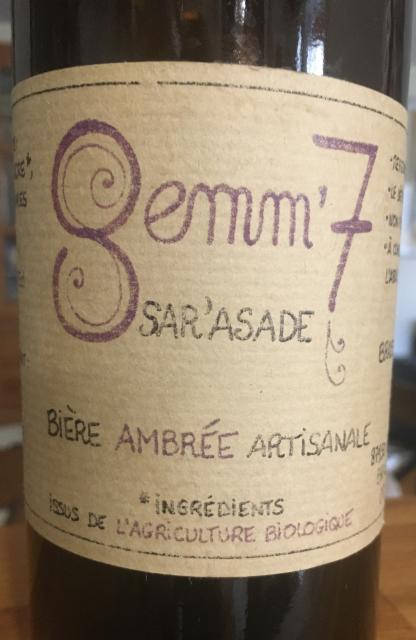 Gemm'7
SAR'ASADE
BIÈRE AMBRÉE ARTISANALE
*INGRÉDIENTS
ISSUS DE L'AGRICULTURE BIOLOGIQUE